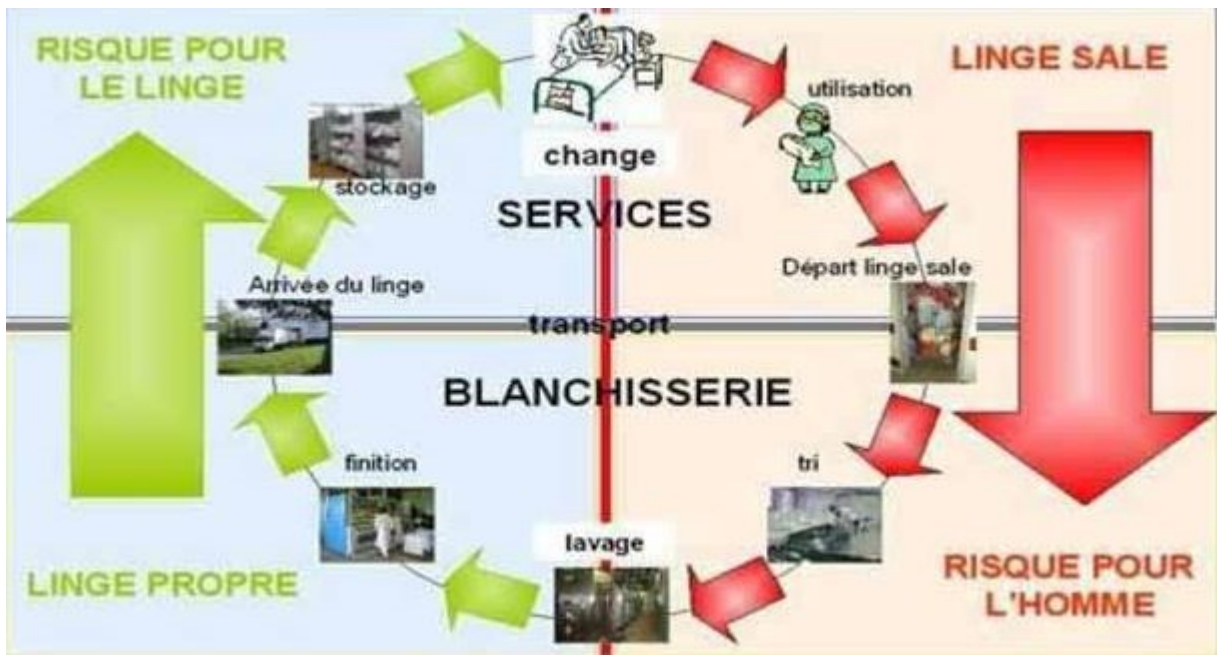 RISQUE POUR
LE LINGE
LINGE SALE
utilisation
change
stockage
SERVICES
Arrivée du linge
Départ linge sale
transport
BLANCHISSERIE
finition
tri
lavage
LINGE PROPRE
RISQUE POUR
L'HOMME